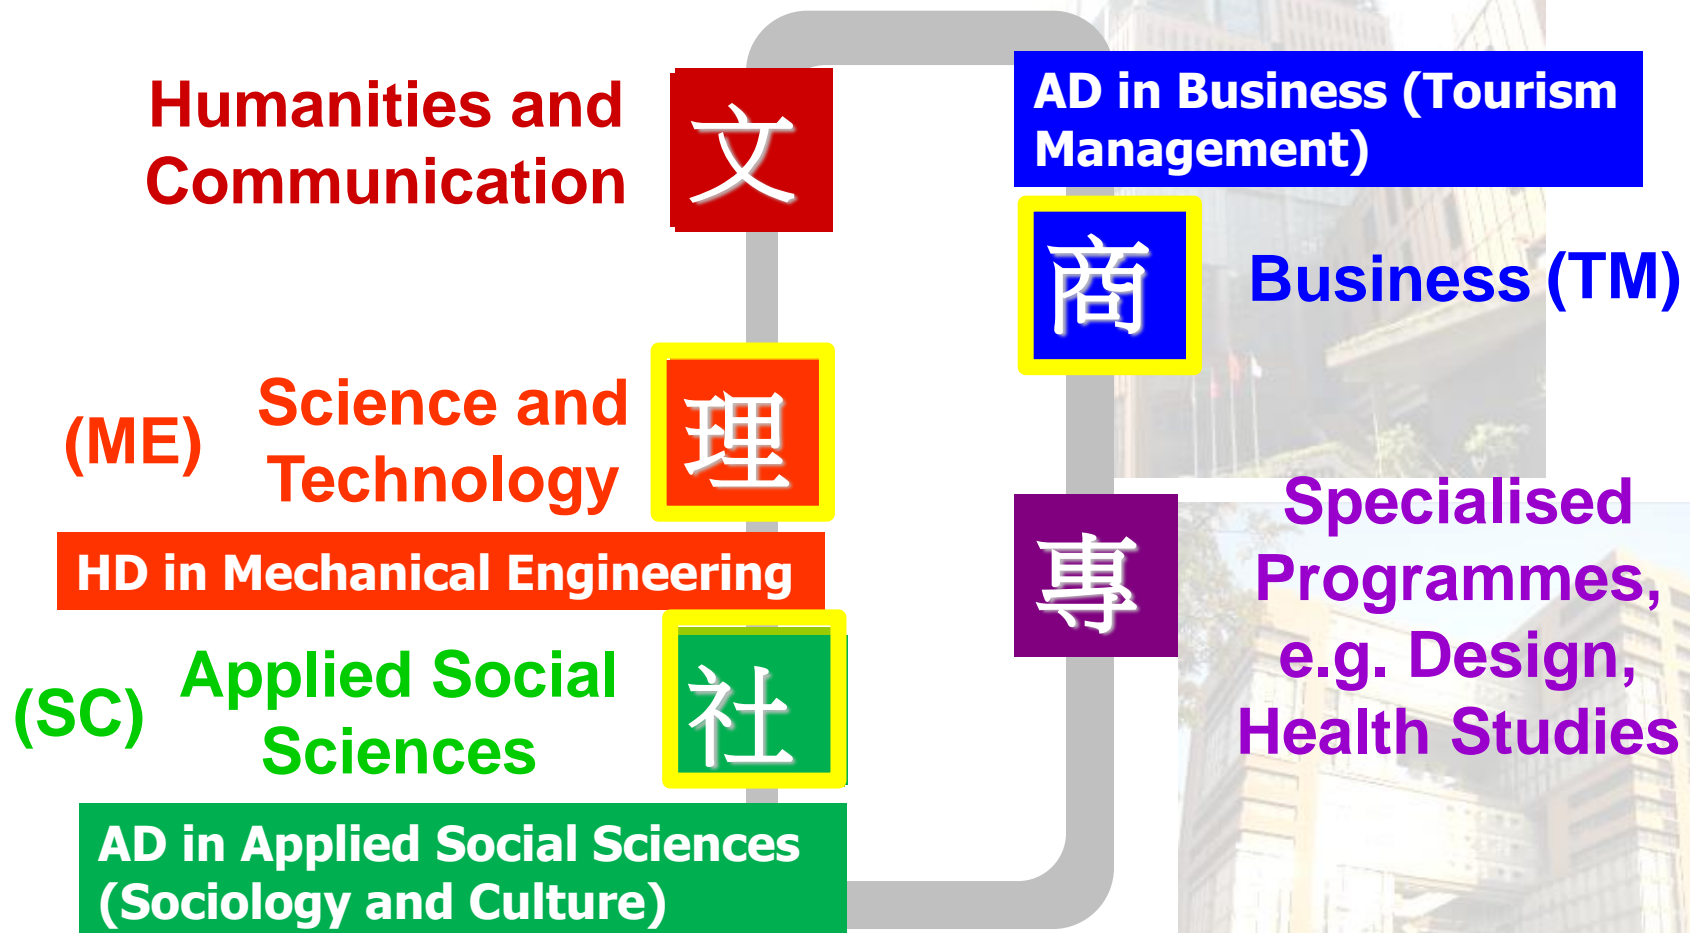 Humanities and
Communication
文
(ME)
Science and
Technology
理
HD in Mechanical Engineering
(SC)
Applied Social
Sciences
社
AD in Applied Social Sciences
(Sociology and Culture)
AD in Business (Tourism
Management)
商
Business (TM)
專
Specialised
Programmes,
e.g. Design,
Health Studies